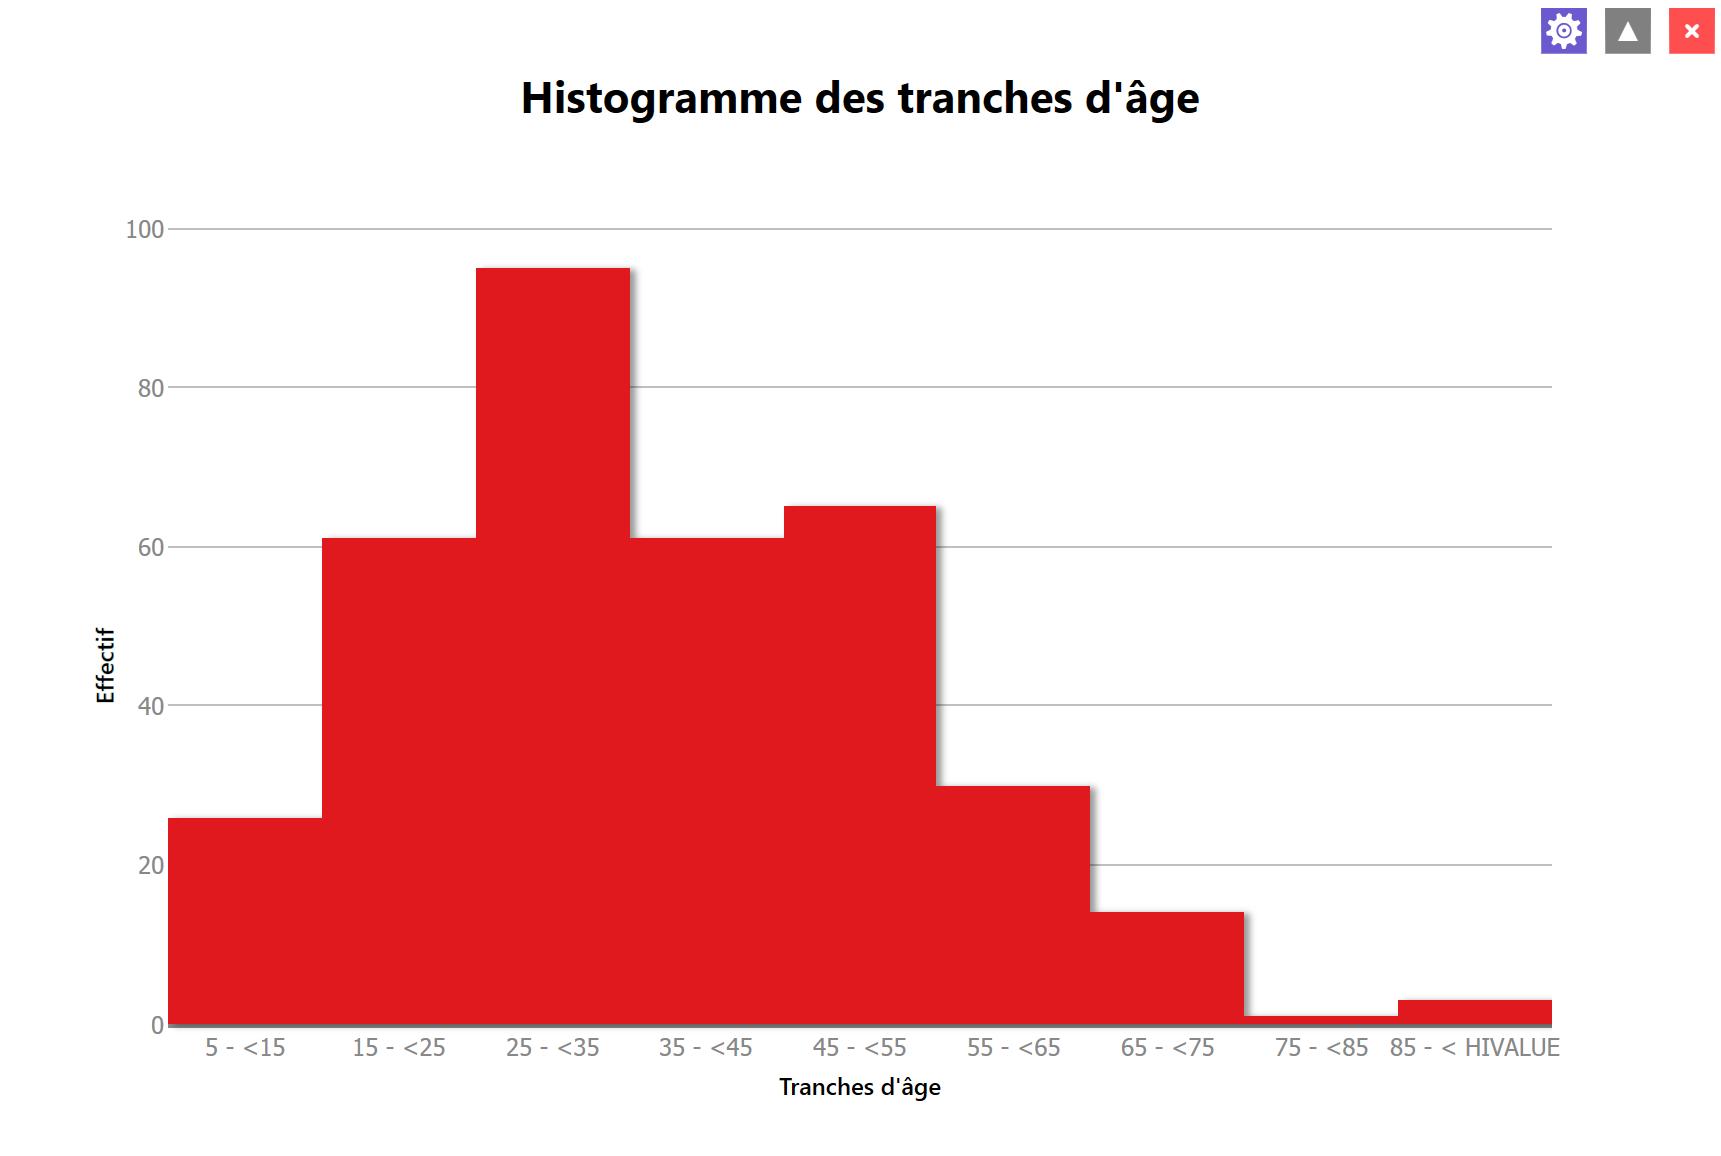 Histogramme des tranches d'âge
100
80
60
40
20
0
Effectif
5 - <15 15 - <25 25 - <35 35 - <45 45 - <55 55 - <65 65 - <75 75 - <85 85 - < HIVALUE
Tranches d'âge